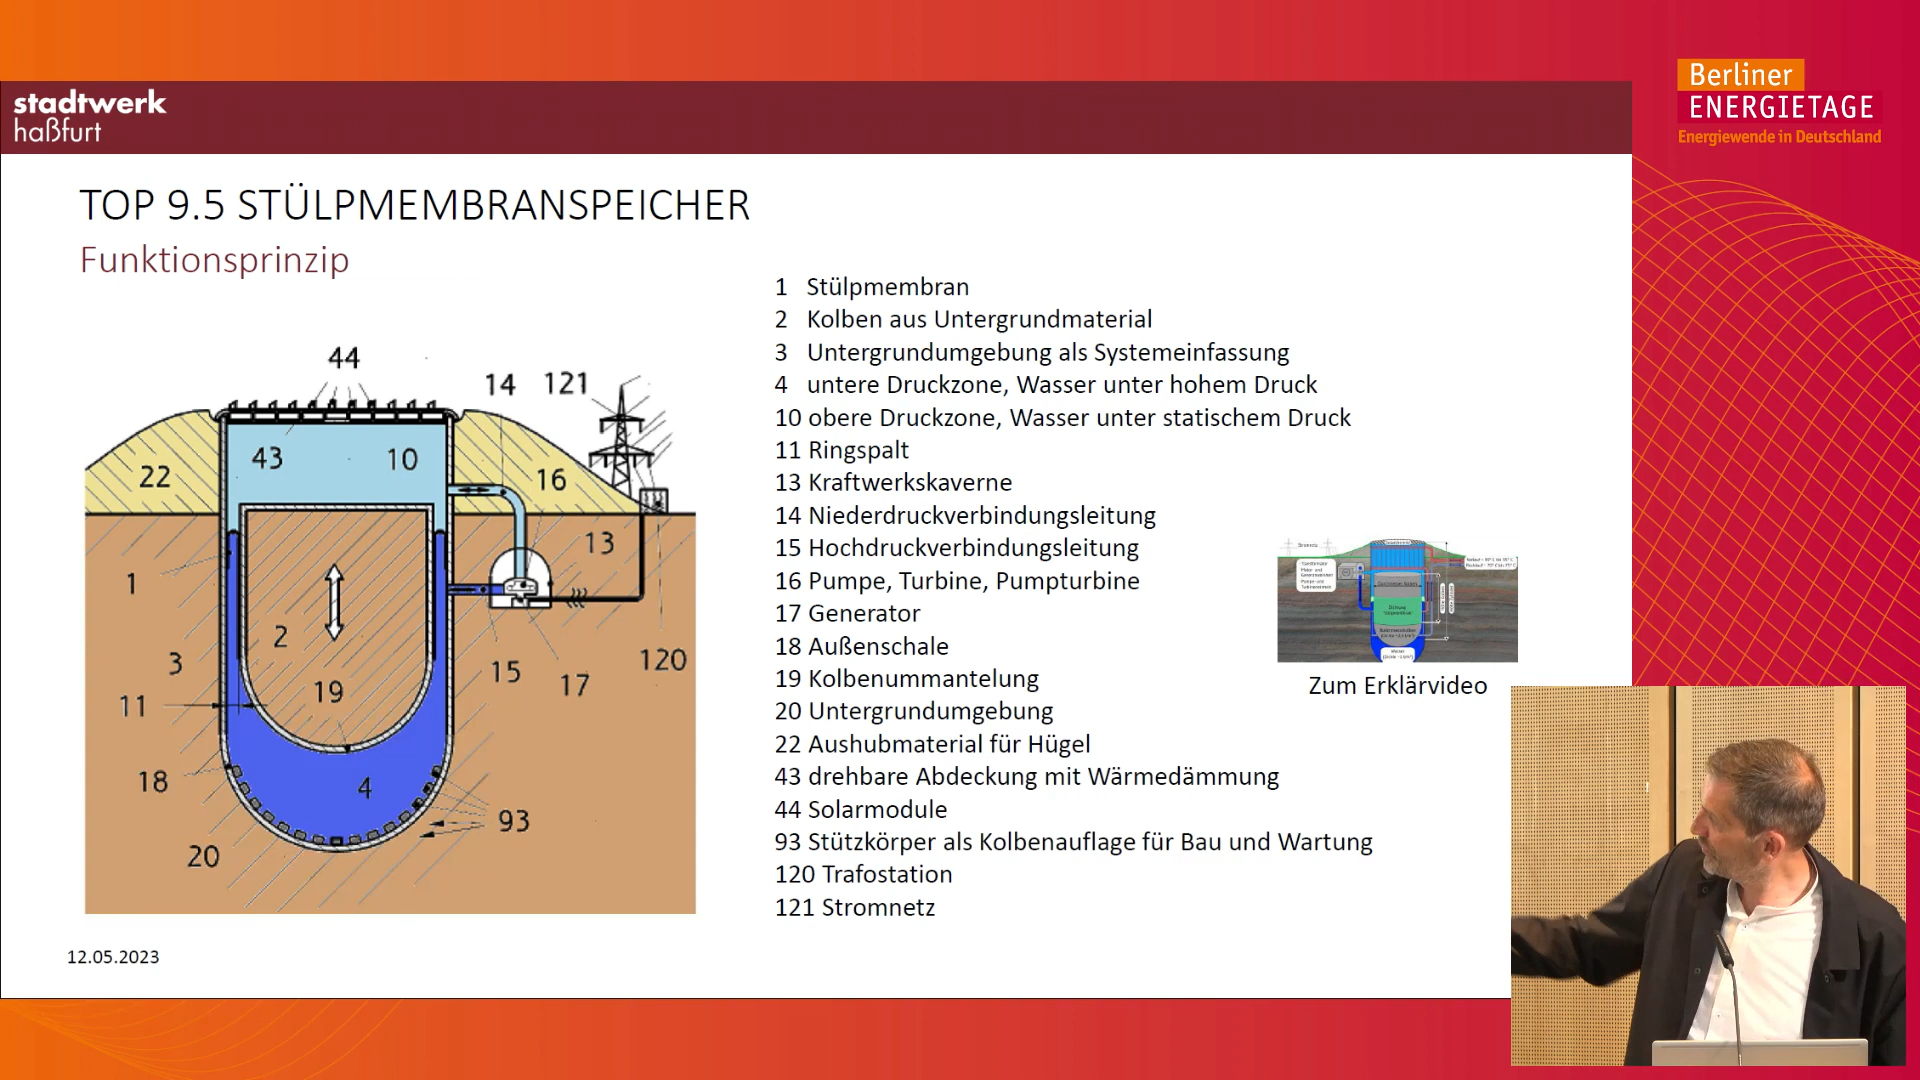 stadtwerk
haßfurt
Berliner
ENERGIETAGE
Energiewende in Deutschland
TOP 9.5 STÜLPMEMBRANSPEICHER
Funktionsprinzip
44
14
121
43
10
22
16
13
1
2
3
15
17
120
19
11
18
4
93
20
1 Stülpmembran
2 Kolben aus Untergrundmaterial
3 Untergrundumgebung als Systemeinfassung
4 untere Druckzone, Wasser unter hohem Druck
10 obere Druckzone, Wasser unter statischem Druck
11 Ringspalt
13 Kraftwerkskaverne
14 Niederdruckverbindungsleitung
15 Hochdruckverbindungsleitung
16 Pumpe, Turbine, Pumpturbine
17 Generator
18 Außenschale
19 Kolbenummantelung
20 Untergrundumgebung
22 Aushubmaterial für Hügel
43 drehbare Abdeckung mit Wärmedämmung
44 Solarmodule
93 Stützkörper als Kolbenauflage für Bau und Wartung
120 Trafostation
121 Stromnetz
Zum Erklärvideo
12.05.2023